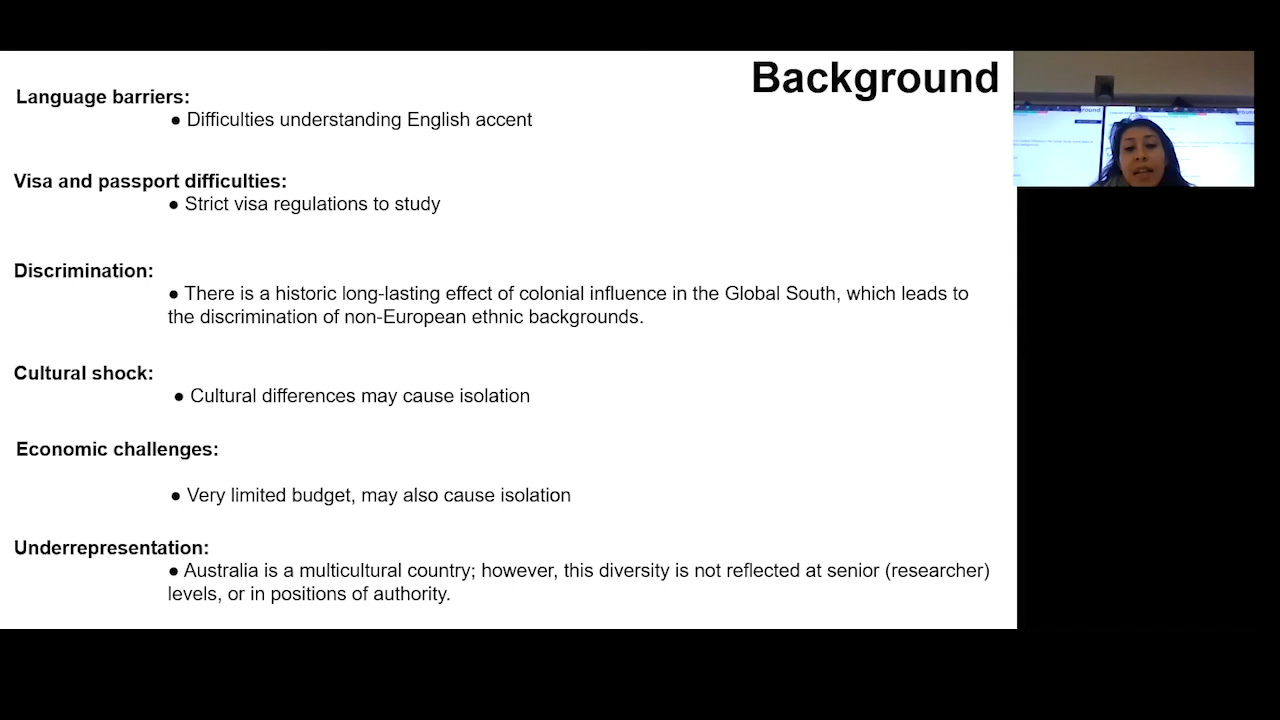 Background
Language barriers:
● Difficulties understanding English accent
Visa and passport difficulties:
● Strict visa regulations to study
Discrimination:
● There is a historic long-lasting effect of colonial influence in the Global South, which leads to
the discrimination of non-European ethnic backgrounds.
Cultural shock:
● Cultural differences may cause isolation
Economic challenges:
● Very limited budget, may also cause isolation
Underrepresentation:
● Australia is a multicultural country; however, this diversity is not reflected at senior (researcher)
levels, or in positions of authority.